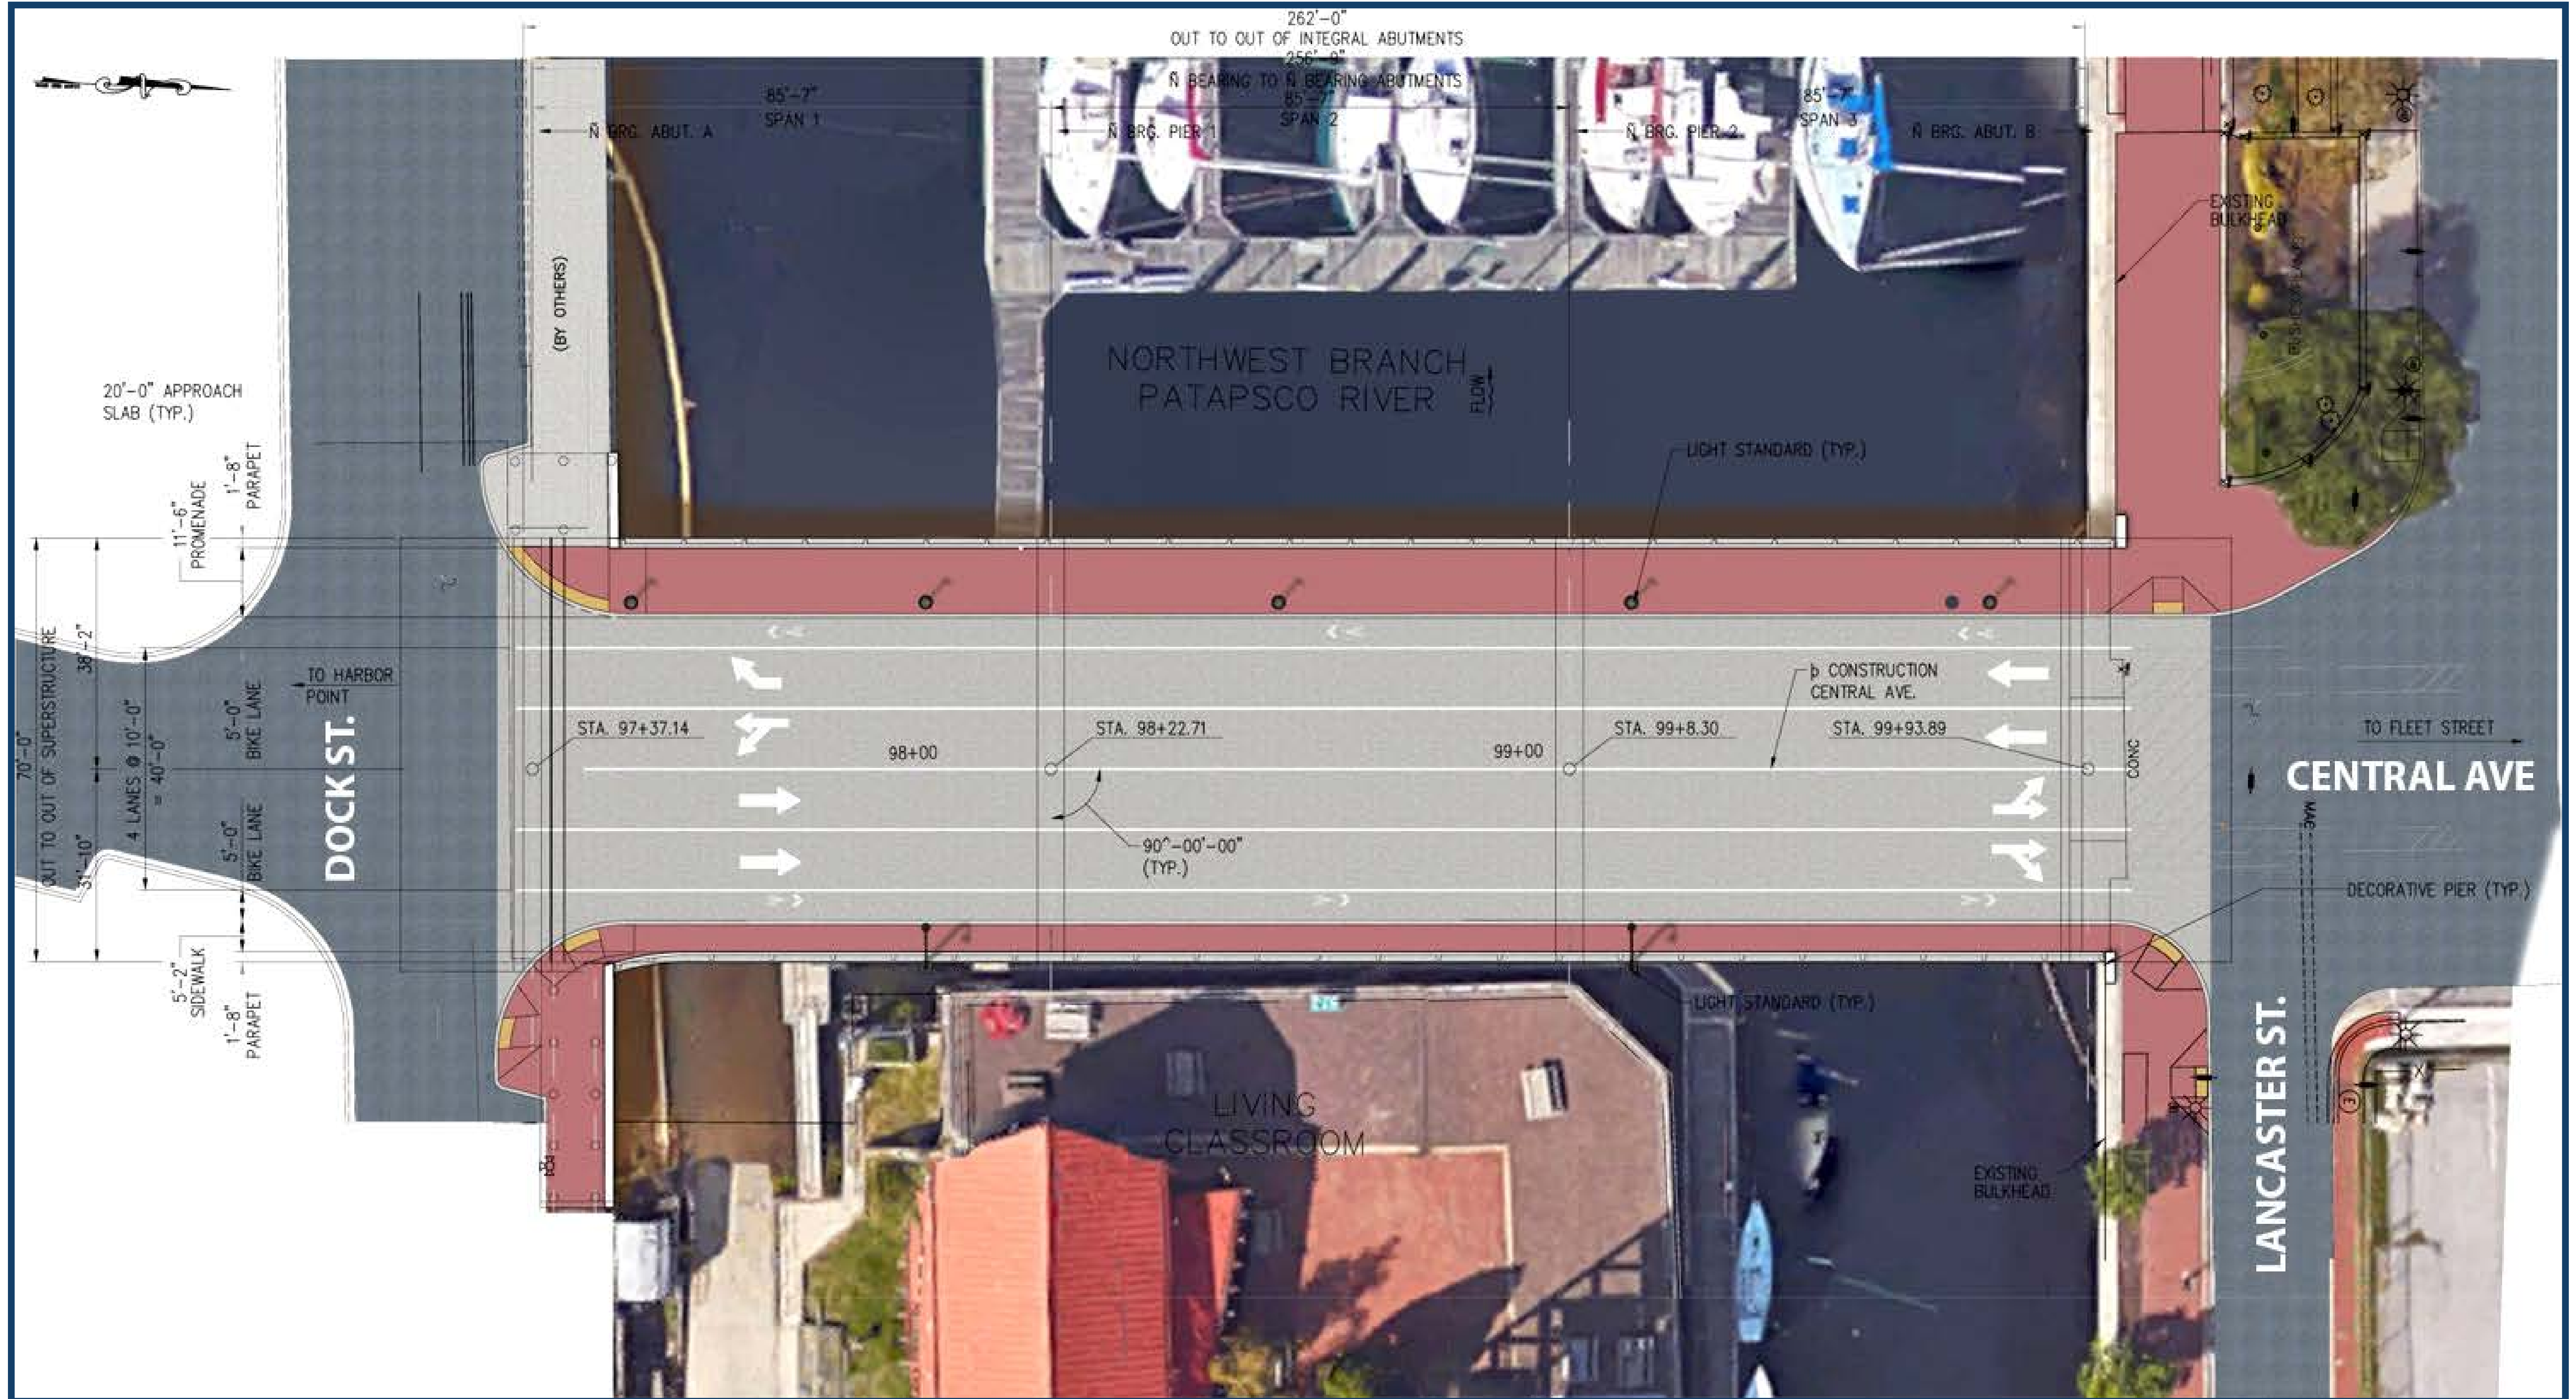 262'-0"
OUT TO OUT OF INTEGRAL ABUTMENTS
256'-9"
Ñ BEARING TO Ñ BEARING ABUTMENTS
85'-7"
SPAN 1
85'-7"
SPAN 2
85'-7"
SPAN 3
Ñ BRG. ABUT. A
Ñ BRG. PIER 1
Ñ BRG. PIER 2
Ñ BRG. ABUT. B
EXISTING
BULKHEAD
(BY OTHERS)
NORTHWEST BRANCH
PATAPSCO RIVER
FLOW
20'-0" APPROACH
SLAB (TYP.)
1'-8"
PARAPET
11'-6"
PROMENADE
LIGHT STANDARD (TYP.)
70'-0"
OUT TO OUT OF SUPERSTRUCTURE
38'-2"
31'-10"
4 LANES @ 10'-0"
= 40'-0"
5'-0"
BIKE LANE
5'-0"
BIKE LANE
5'-2"
SIDEWALK
1'-8"
PARAPET
TO HARBOR
POINT
DOCK ST.
STA. 97+37.14
98+00
STA. 98+22.71
99+00
STA. 99+8.30
STA. 99+93.89
þ CONSTRUCTION
CENTRAL AVE.
90^-00'-00"
(TYP.)
CONC
TO FLEET STREET
CENTRAL AVE
MAC
DECORATIVE PIER (TYP.)
LIGHT STANDARD (TYP.)
LIVING
CLASSROOM
EXISTING
BULKHEAD
LANCASTER ST.
E